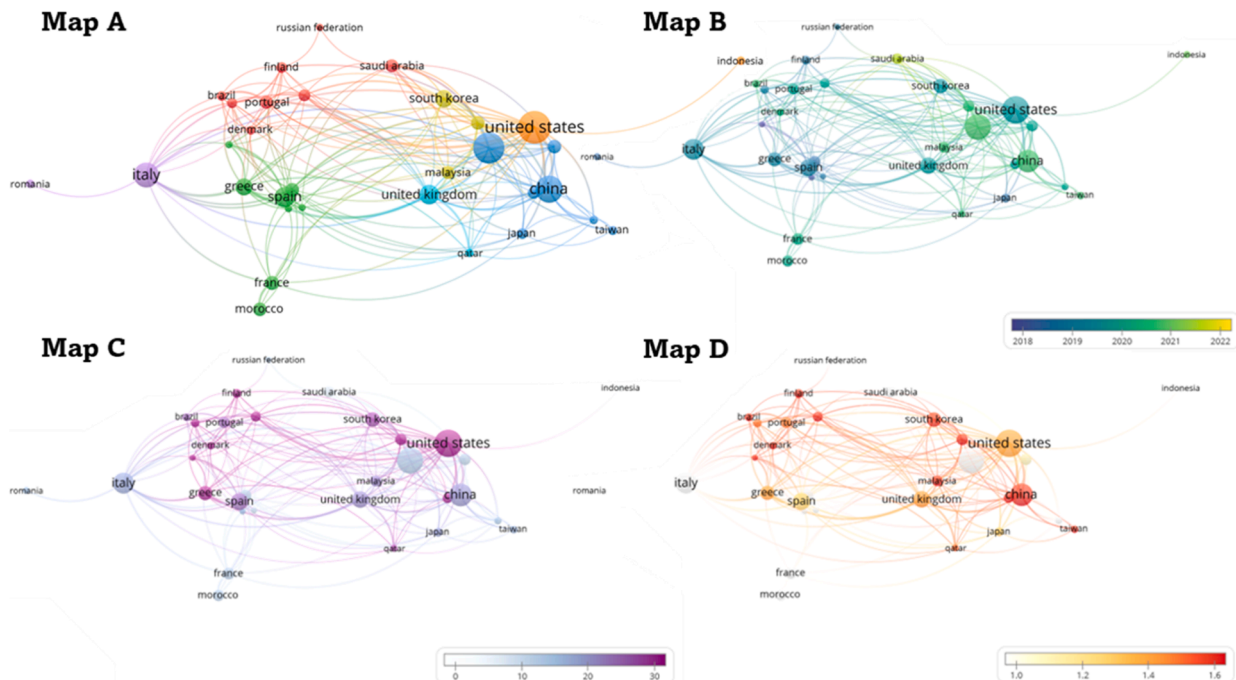 Map A
russian federation
finland
saudi arabia
brazil
portugal
south korea
denmark
united states
italy
malaysia
romania
greece
spain
united kingdom
china
japan
taiwan
qatar
france
morocco
Map B
russian federation
indonesia
finland
saudi arabia
indonesia
brazil
portugal
south korea
denmark
united states
italy
malaysia
romania
greece
spain
united kingdom
china
japan
taiwan
qatar
france
morocco
2018 2019 2020 2021 2022
Map C
russian federation
finland
saudi arabia
indonesia
brazil
portugal
south korea
denmark
united states
italy
malaysia
romania
greece
spain
united kingdom
china
japan
taiwan
qatar
france
morocco
0 10 20 30
Map D
russian federation
finland
saudi arabia
indonesia
brazil
portugal
south korea
denmark
united states
italy
malaysia
romania
greece
spain
united kingdom
china
japan
taiwan
qatar
france
morocco
1.0 1.2 1.4 1.6